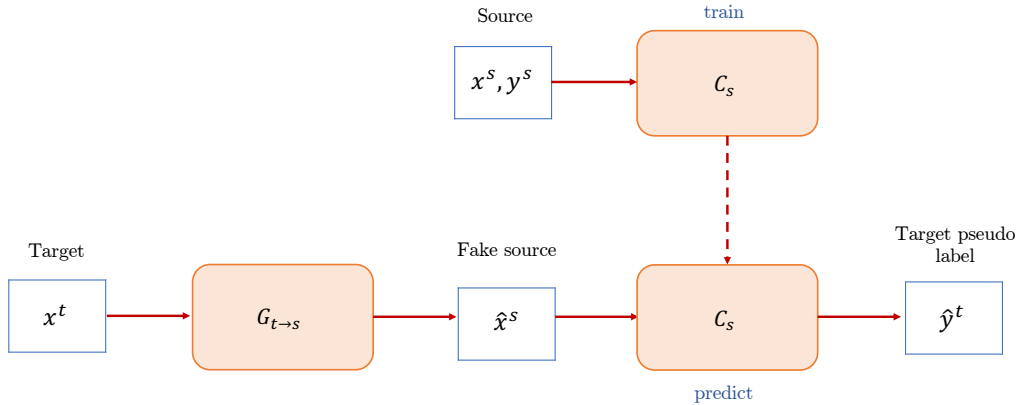 Source
train
x^s, y^s
C_s
Target
Fake source
Target pseudo
label
x^t
G_{t→s}
x̂^s
C_s
ŷ^t
predict